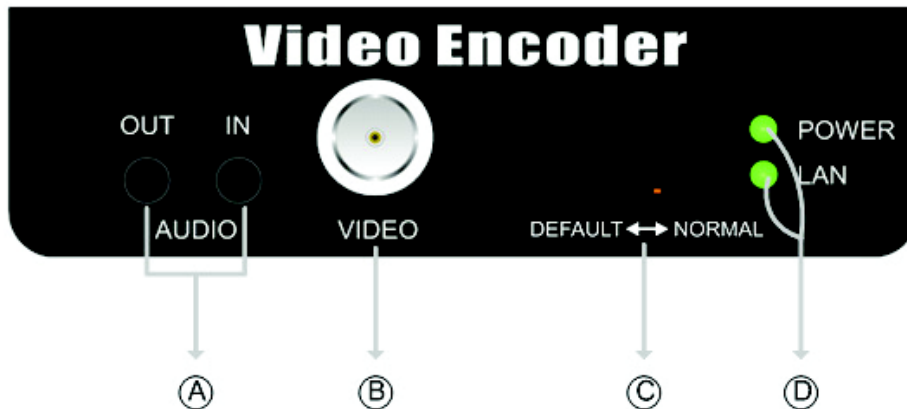 Video Encoder
OUT IN
POWER
LAN
AUDIO
VIDEO
DEFAULT NORMAL
A B C D